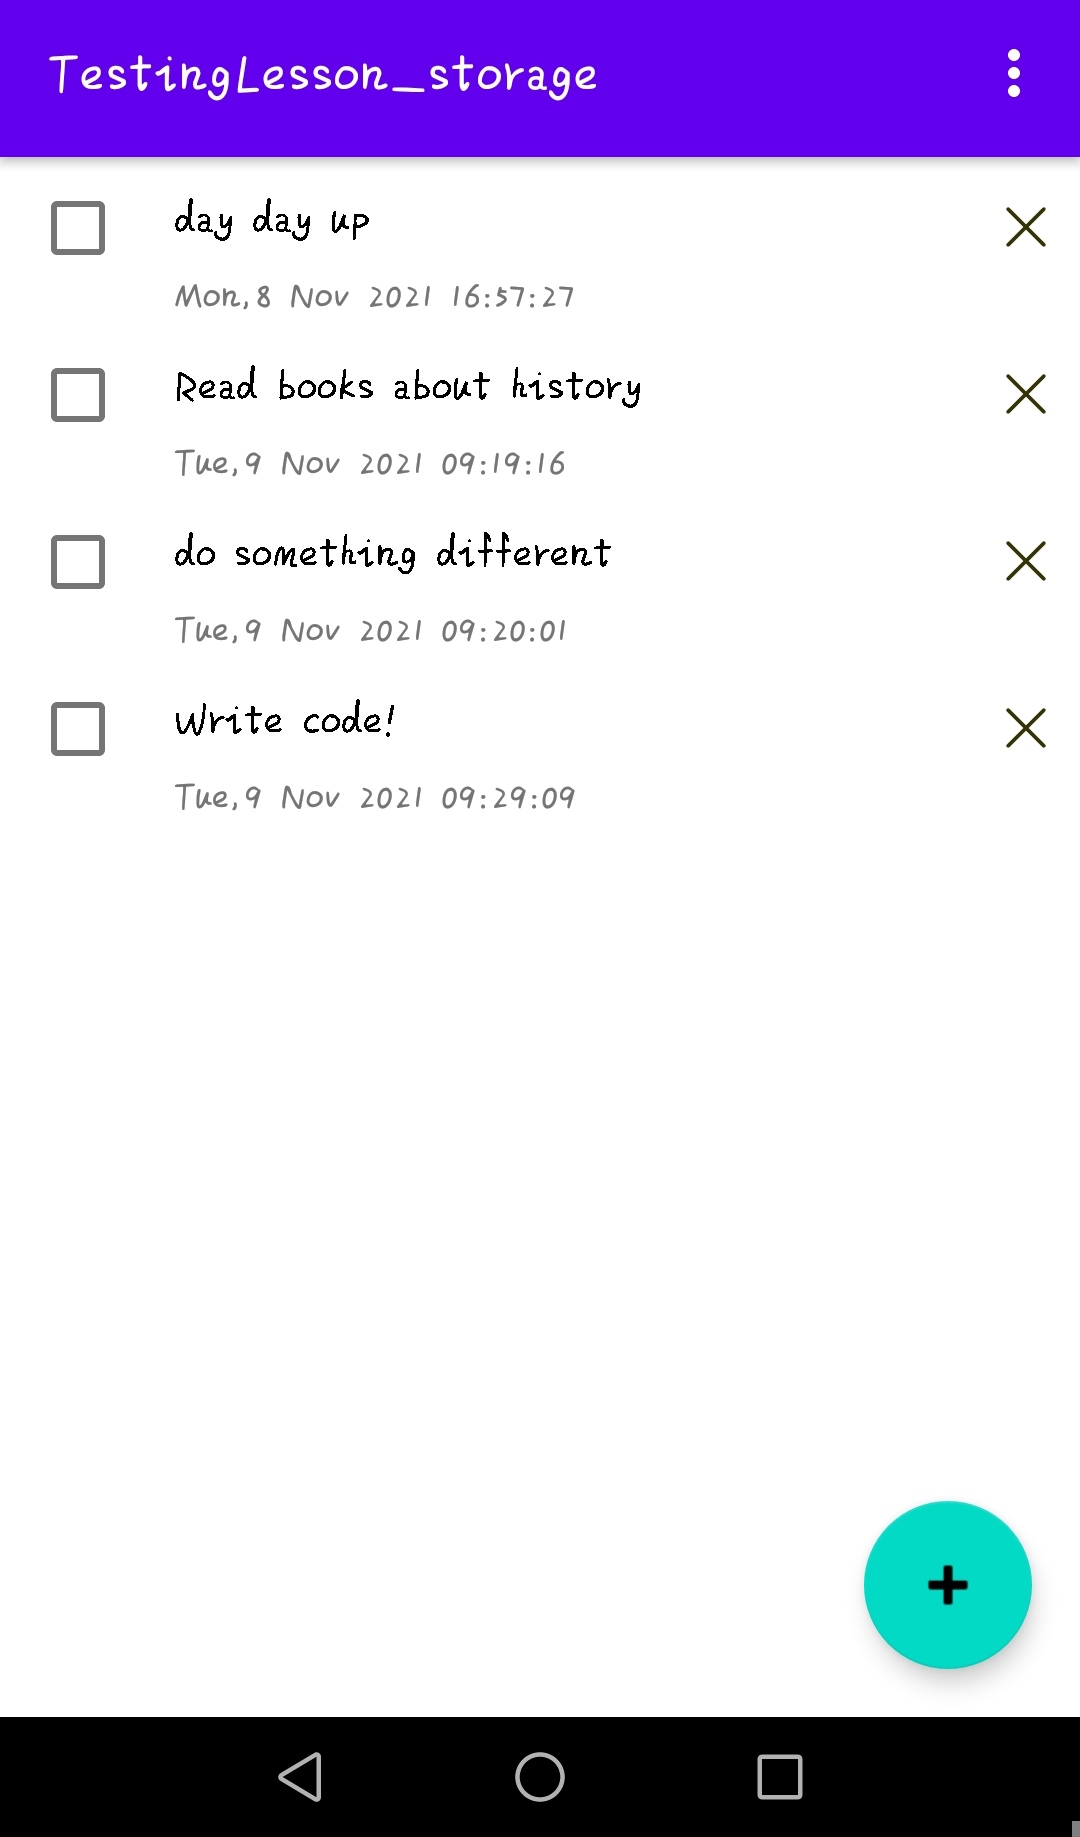 TestingLesson_storage
day day up
Mon,8 Nov 2021 16:57:27
Read books about history
Tue,9 Nov 2021 09:19:16
do something different
Tue,9 Nov 2021 09:20:01
Write code!
Tue,9 Nov 2021 09:29:09